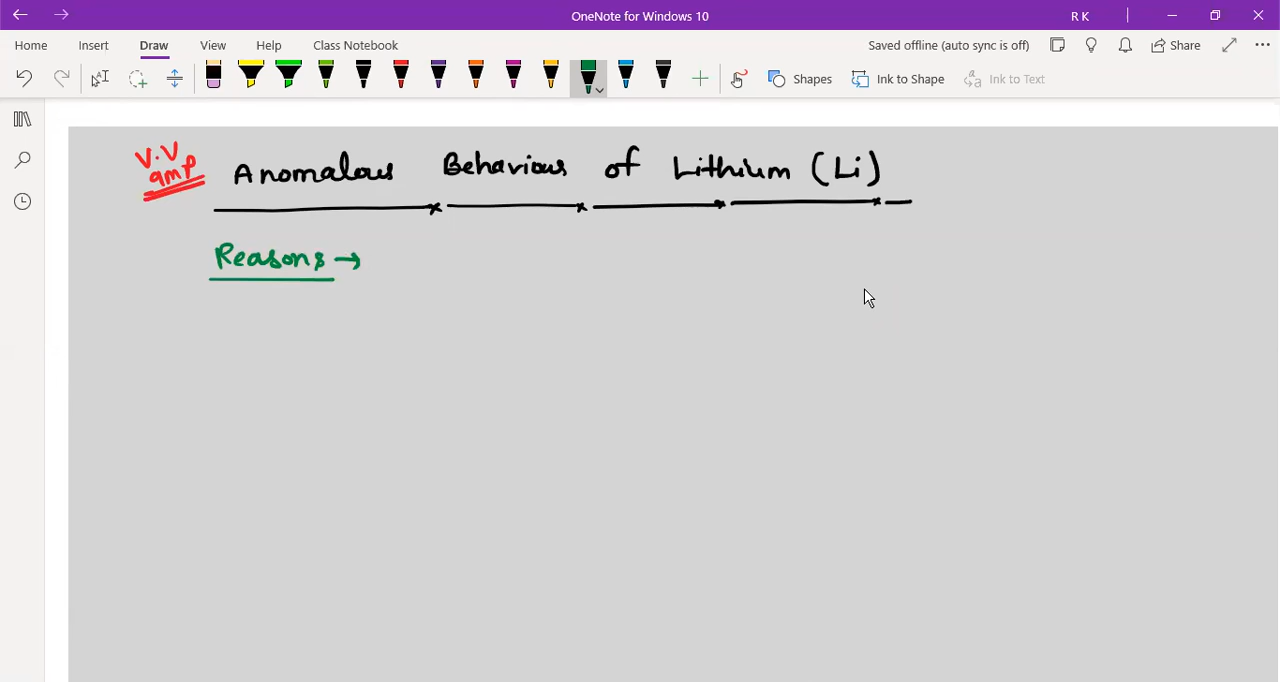 OneNote for Windows 10
R K
Home Insert Draw View Help Class Notebook
Saved offline (auto sync is off)
Share
Shapes
Ink to Shape
Ink to Text
V.V Imp
Anomalous Behaviour of Lithium (Li)
Reasons →